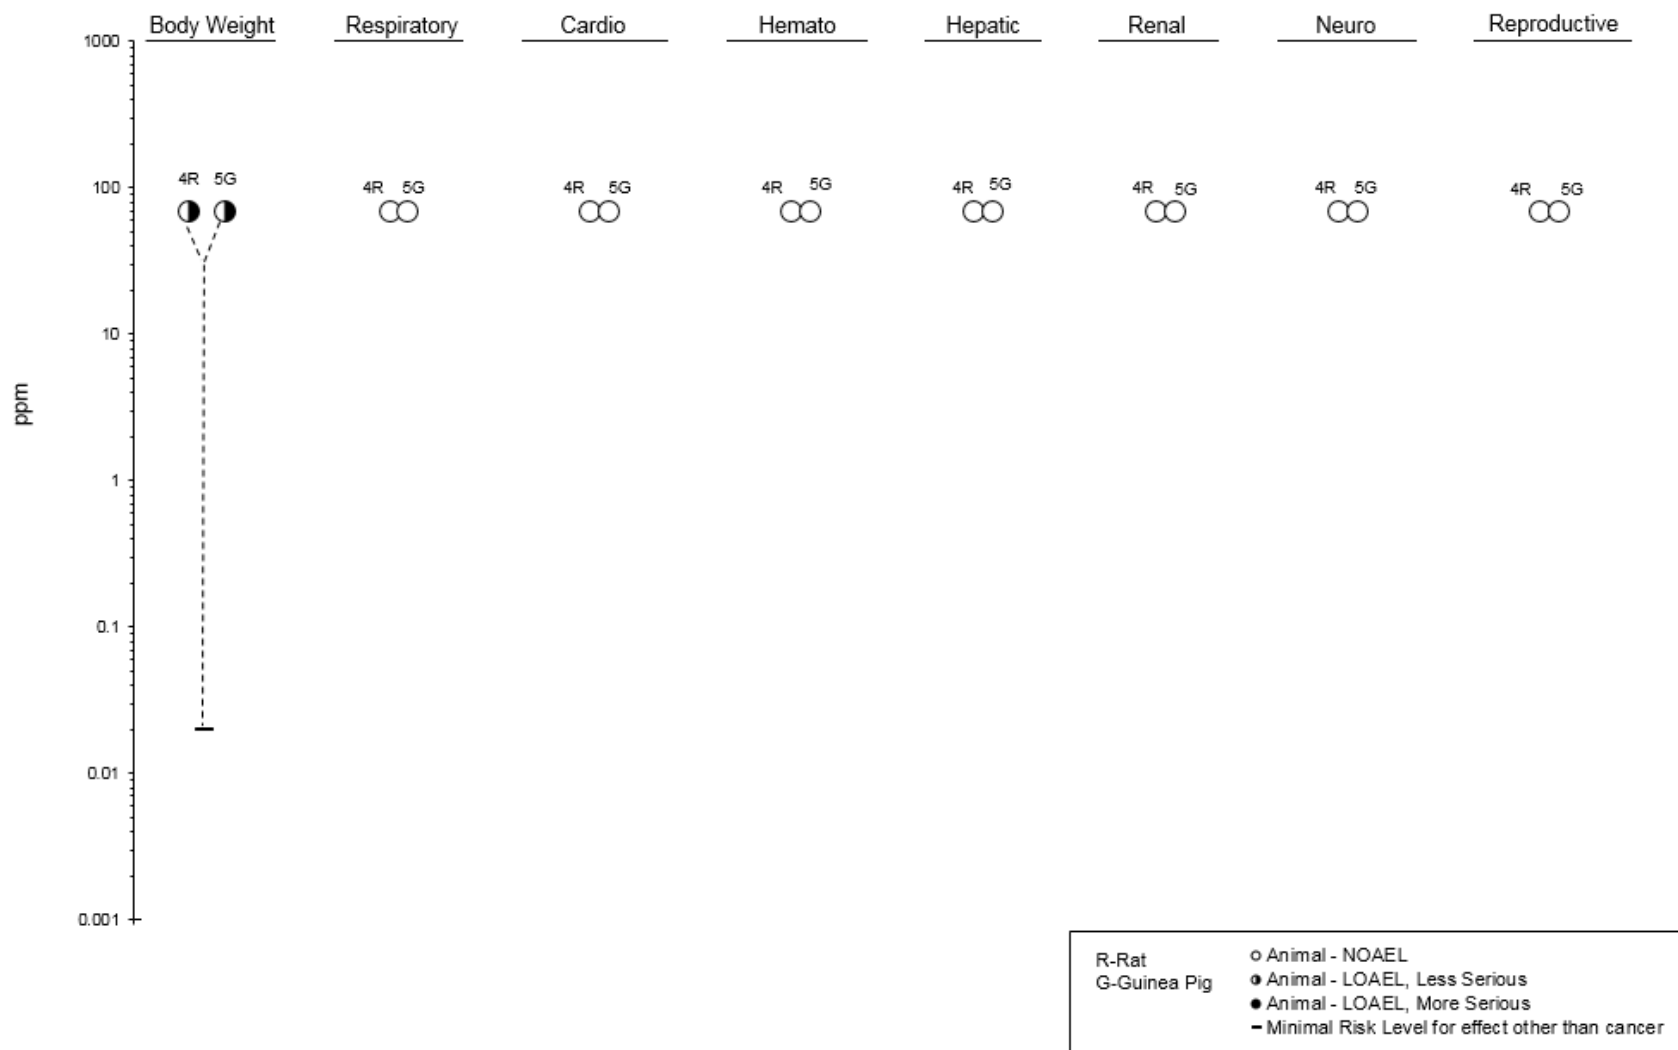 Body Weight Respiratory Cardio Hemato Hepatic Renal Neuro Reproductive
1000
4R 5G
100 4R 5G 4R 5G 4R 5G 4R 5G 4R 5G 4R 5G 4R 5G
10
ppm
1
0.1
0.01
0.001
R-Rat
G-Guinea Pig
Animal - NOAEL
Animal - LOAEL, Less Serious
Animal - LOAEL, More Serious
Minimal Risk Level for effect other than cancer